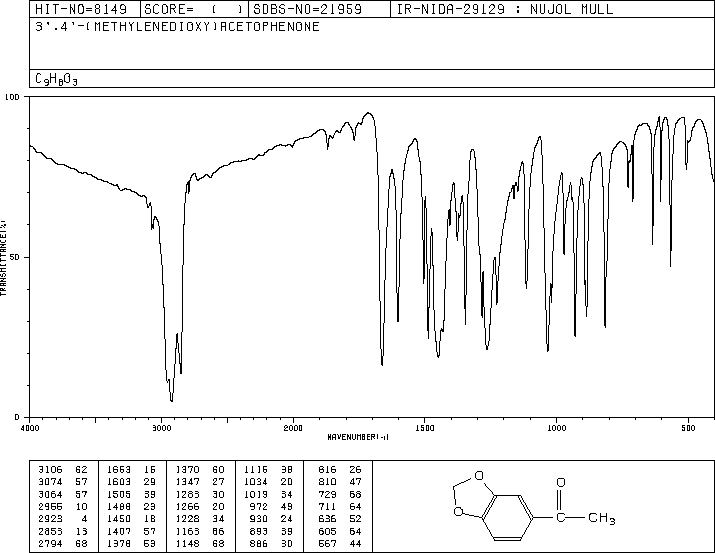 HIT-NO=8149 SCORE= ( ) SDBS-NO=21959 IR-NIDA-29129 : NUJOL MULL
3',4'-(METHYLENEDIOXY)ACETOPHENONE
C9H8O3
100
TRANSMITTANCE(%)
50
0
4000 3000 2000 1500 1000 500
WAVENUMBER(-1)
3106 62 1663 15 1370 60 1116 38 816 26
3074 57 1603 29 1347 27 1034 20 810 47
3064 57 1505 39 1283 30 1019 34 729 68
2955 10 1488 23 1266 20 972 49 711 64
2923 4 1450 18 1228 34 930 24 636 52
2853 13 1407 57 1163 66 893 39 605 64
2794 68 1378 53 1148 68 886 30 567 44
O
O
O
C CH3